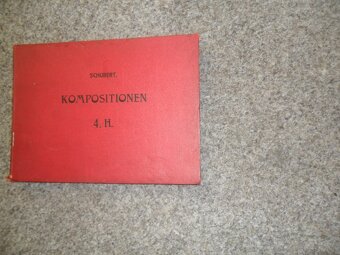 SCHUBERT.
KOMPOSITIONEN
4. H.